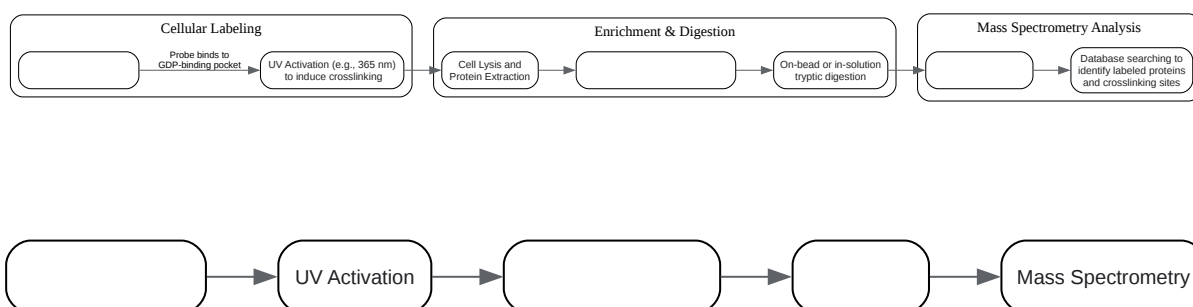 Cellular Labeling
Probe binds to
GDP-binding pocket
UV Activation (e.g., 365 nm)
to induce crosslinking
Enrichment & Digestion
Cell Lysis and
Protein Extraction
On-bead or in-solution
tryptic digestion
Mass Spectrometry Analysis
Database searching to
identify labeled proteins
and crosslinking sites
UV Activation
Mass Spectrometry